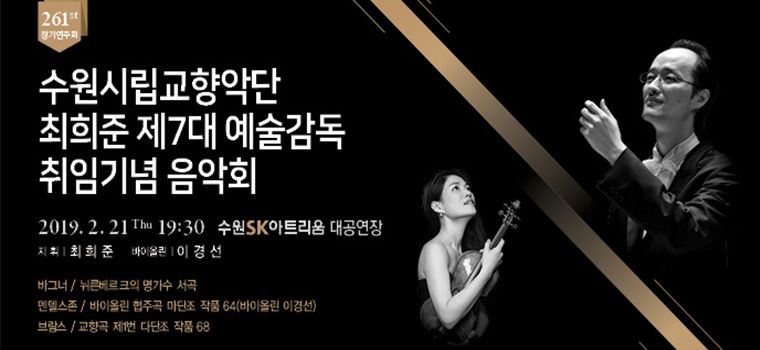 261회
정기연주회
수원시립교향악단
최희준 제7대 예술감독
취임기념 음악회
2019. 2. 21 Thu 19:30 수원SK아트리움 대공연장
지휘 | 최희준 바이올린 | 이경선
바그너 / 뉘른베르크의 명가수 서곡
멘델스존 / 바이올린 협주곡 마단조 작품 64(바이올린 이경선)
브람스 / 교향곡 제1번 다단조 작품 68